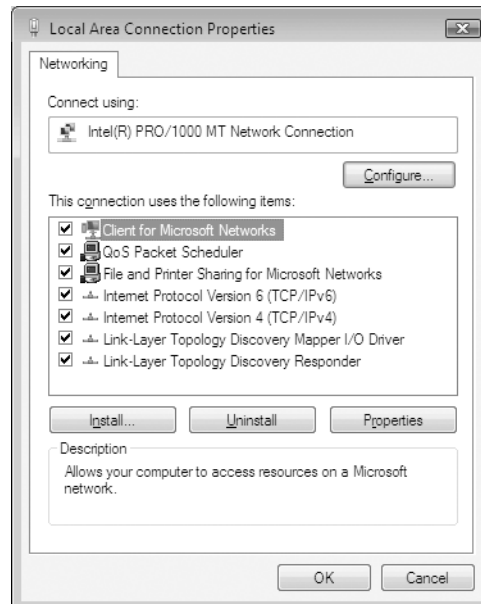 Local Area Connection Properties
Networking
Connect using:
Intel(R) PRO/1000 MT Network Connection
Configure...
This connection uses the following items:
Client for Microsoft Networks
QoS Packet Scheduler
File and Printer Sharing for Microsoft Networks
Internet Protocol Version 6 (TCP/IPv6)
Internet Protocol Version 4 (TCP/IPv4)
Link-Layer Topology Discovery Mapper I/O Driver
Link-Layer Topology Discovery Responder
Install... Uninstall Properties
Description
Allows your computer to access resources on a Microsoft
network.
OK Cancel